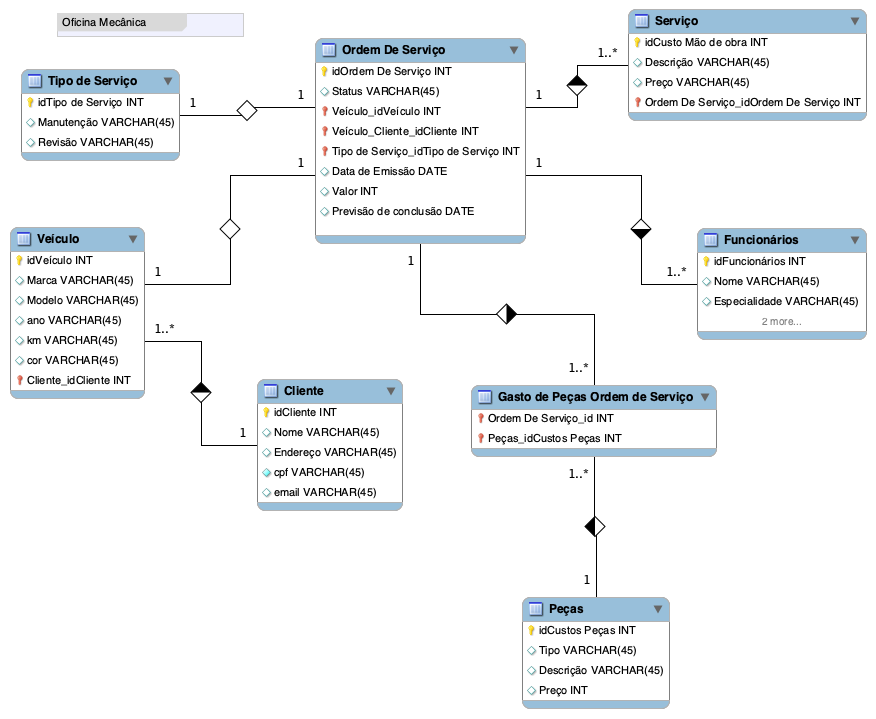 Oficina Mecânica
Tipo de Serviço
idTipo de Serviço INT
Manutenção VARCHAR(45)
Revisão VARCHAR(45)
1
1
Ordem De Serviço
idOrdem De Serviço INT
Status VARCHAR(45)
Veículo_idVeículo INT
Veículo_Cliente_idCliente INT
Tipo de Serviço_idTipo de Serviço INT
Data de Emissão DATE
Valor INT
Previsão de conclusão DATE
1
1..*
Serviço
idCusto Mão de obra INT
Descrição VARCHAR(45)
Preço VARCHAR(45)
Ordem De Serviço_idOrdem De Serviço INT
1
1
Veículo
idVeículo INT
Marca VARCHAR(45)
Modelo VARCHAR(45)
ano VARCHAR(45)
km VARCHAR(45)
cor VARCHAR(45)
Cliente_idCliente INT
1
1..*
Funcionários
idFuncionários INT
Nome VARCHAR(45)
Especialidade VARCHAR(45)
2 more...
1..*
1
Cliente
idCliente INT
Nome VARCHAR(45)
Endereço VARCHAR(45)
cpf VARCHAR(45)
email VARCHAR(45)
1
1..*
Gasto de Peças Ordem de Serviço
Ordem De Serviço_id INT
Peças_idCustos Peças INT
1..*
1
Peças
idCustos Peças INT
Tipo VARCHAR(45)
Descrição VARCHAR(45)
Preço INT